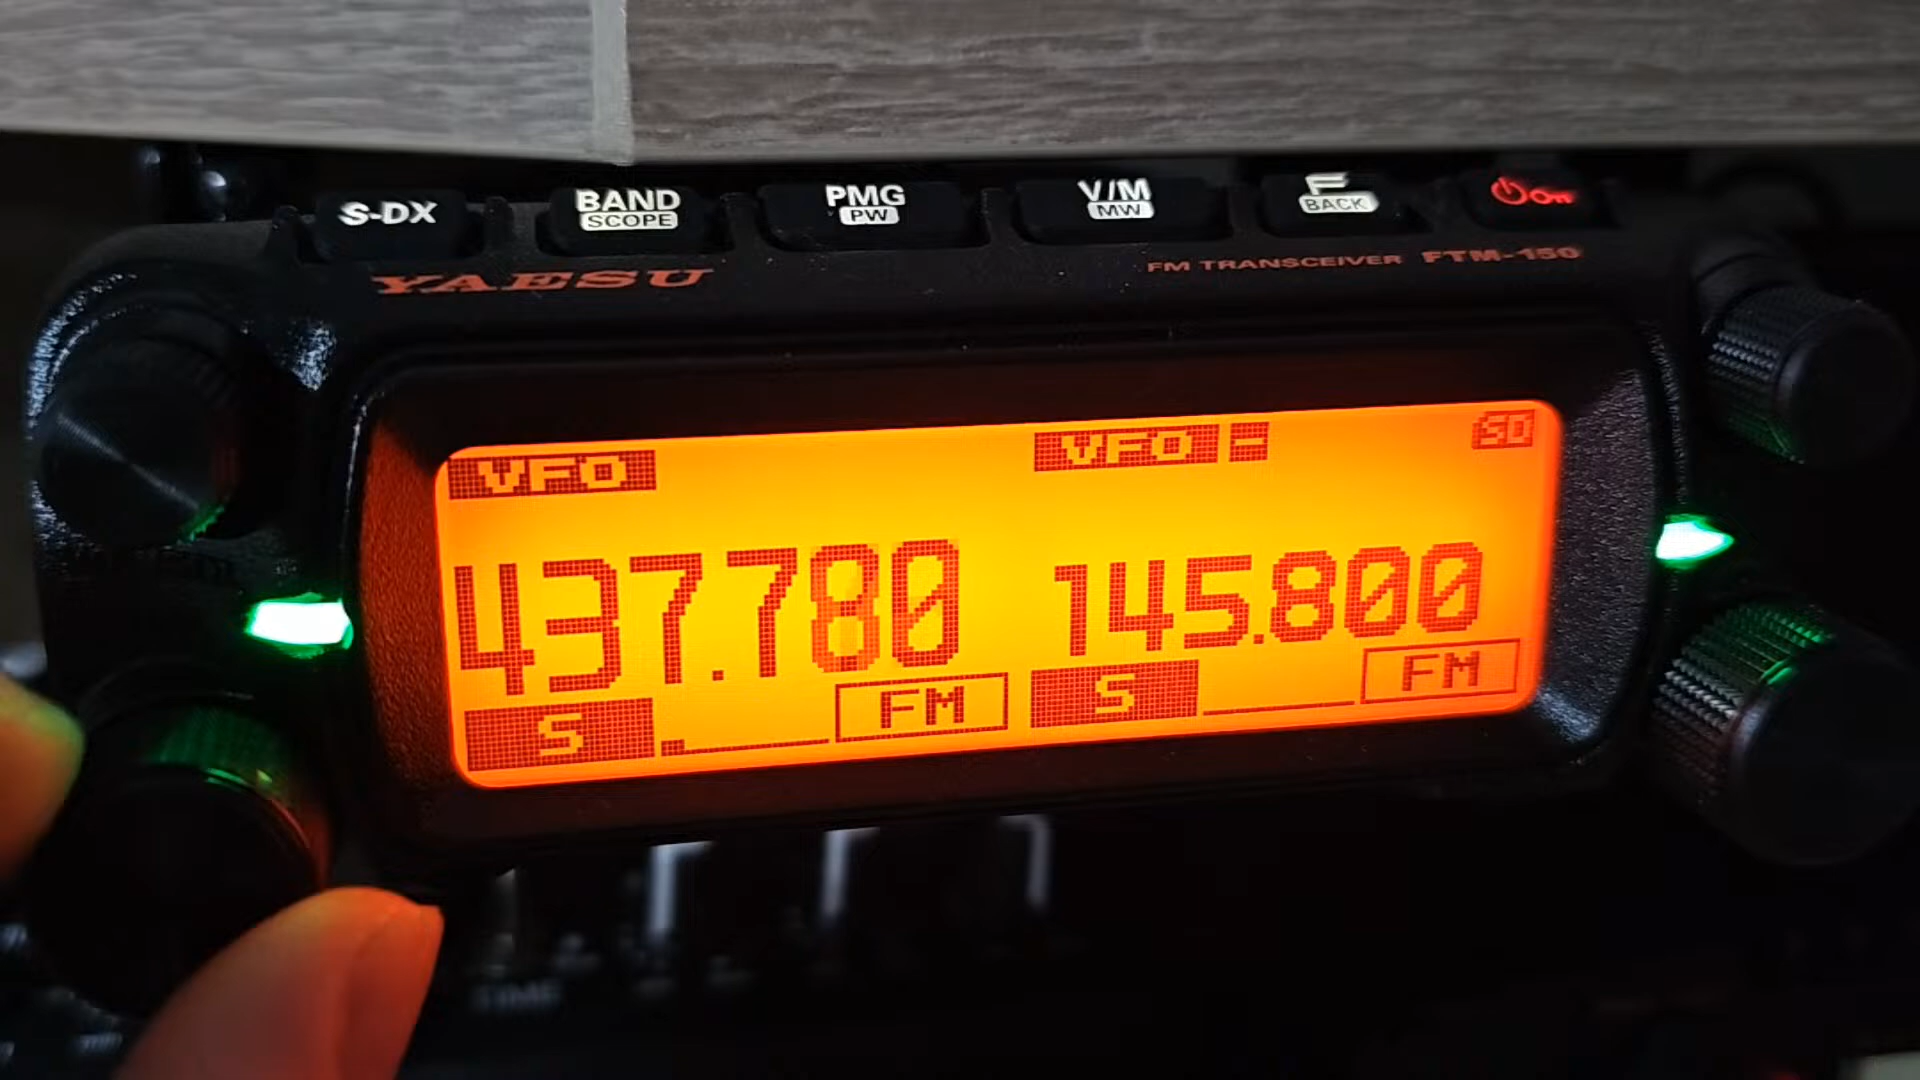 S-DX
BAND
SCOPE
PMG
PW
V/M
MW
F
BACK
YAESU
FM TRANSCEIVER FTM-150
VFO
VFO -
SD
437.780
145.800
S
FM
S
FM
TIME